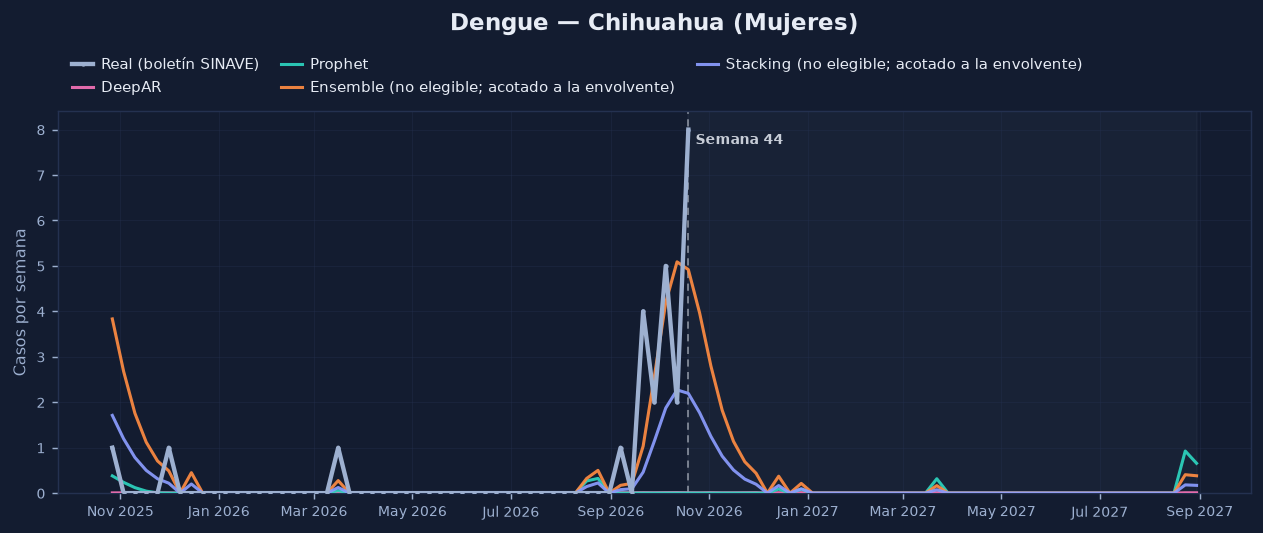 Dengue — Chihuahua (Mujeres)
Real (boletín SINAVE)
Prophet
Stacking (no elegible; acotado a la envolvente)
DeepAR
Ensemble (no elegible; acotado a la envolvente)
Casos por semana
8
7
6
5
4
3
2
1
0
Semana 44
Nov 2025
Jan 2026
Mar 2026
May 2026
Jul 2026
Sep 2026
Nov 2026
Jan 2027
Mar 2027
May 2027
Jul 2027
Sep 2027